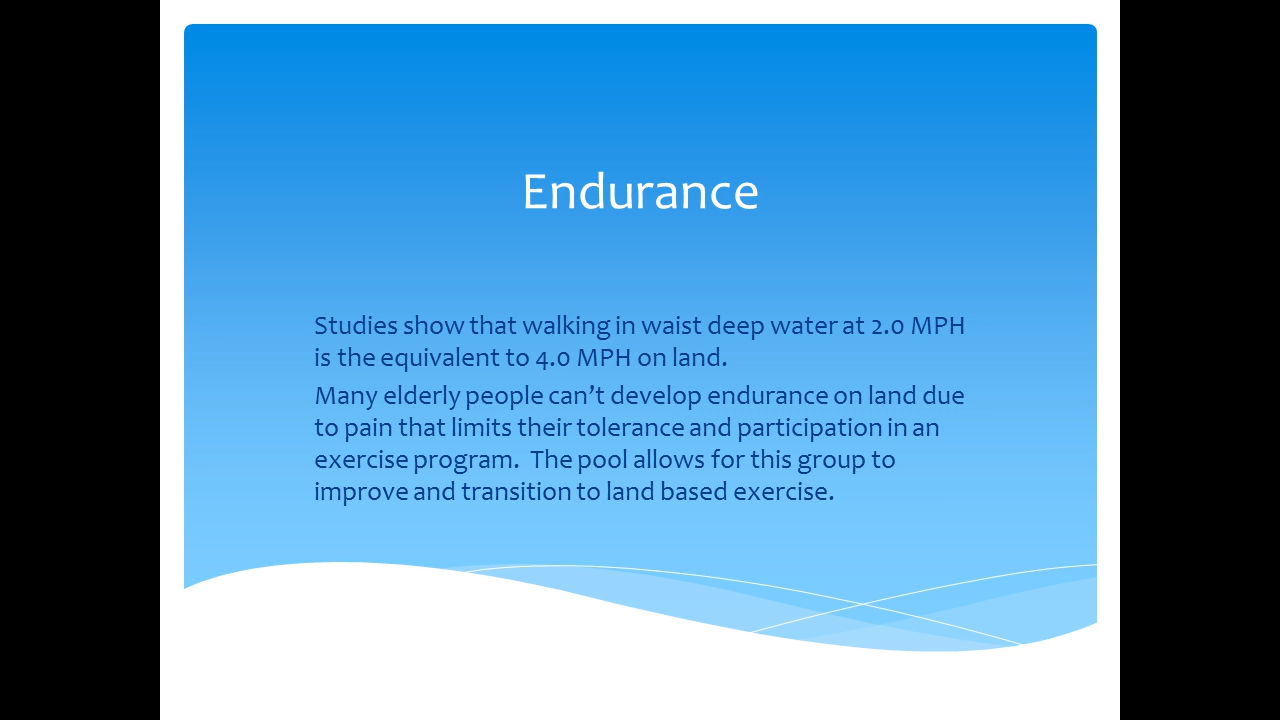 Endurance
Studies show that walking in waist deep water at 2.0 MPH
is the equivalent to 4.0 MPH on land.
Many elderly people can’t develop endurance on land due
to pain that limits their tolerance and participation in an
exercise program.  The pool allows for this group to
improve and transition to land based exercise.